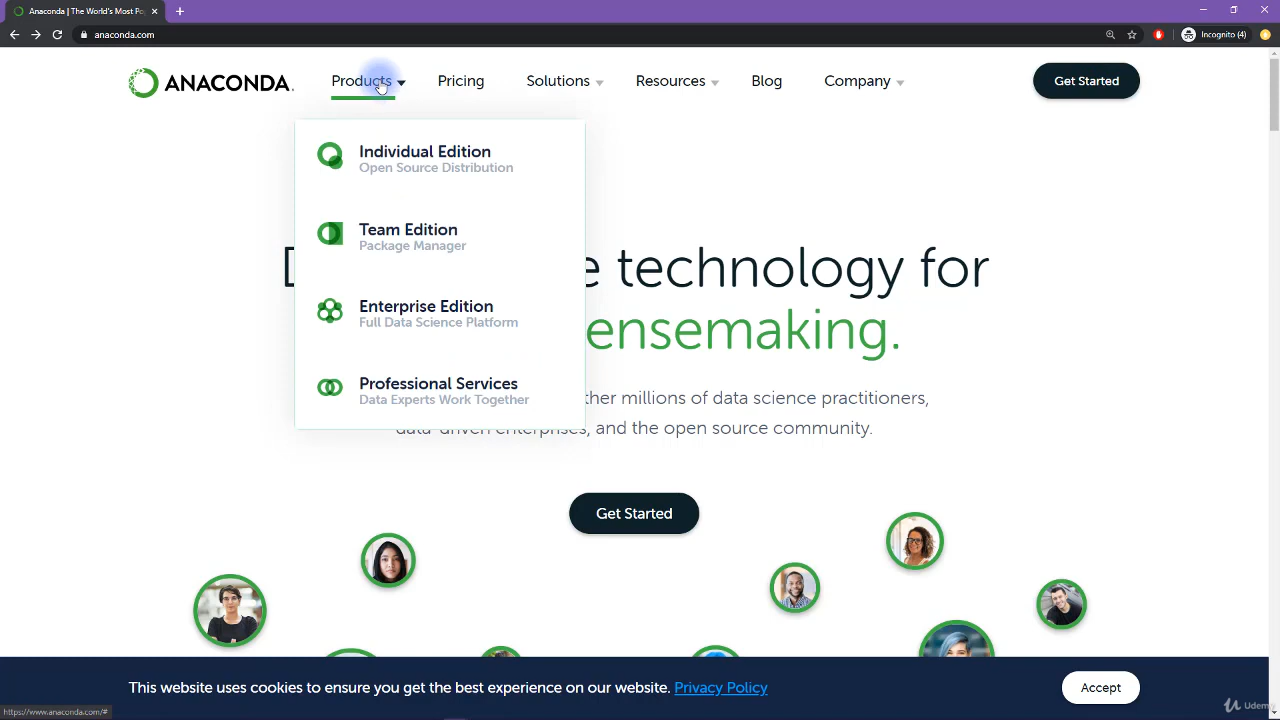 Anaconda | The World's Most Po
anaconda.com
Incognito (4)
ANACONDA.
Products
Pricing
Solutions
Resources
Blog
Company
Get Started
Individual Edition
Open Source Distribution
Team Edition
Package Manager
Enterprise Edition
Full Data Science Platform
Professional Services
Data Experts Work Together
e technology for
ensemaking.
ther millions of data science practitioners,
data-driven enterprises, and the open source community.
Get Started
This website uses cookies to ensure you get the best experience on our website. Privacy Policy
Accept
https://www.anaconda.com/#
Udemy